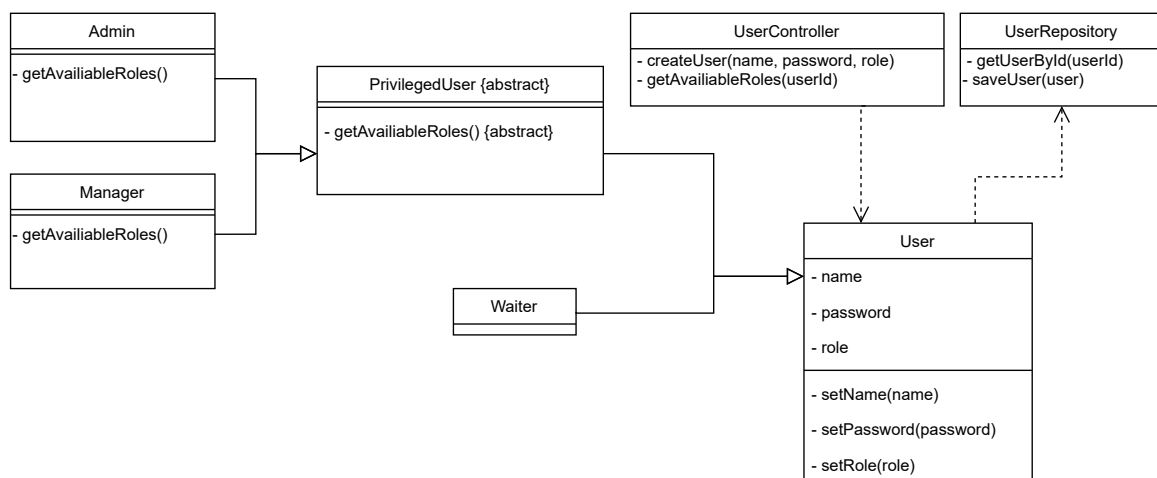 Admin
- getAvailiableRoles()
Manager
- getAvailiableRoles()
PrivilegedUser {abstract}
- getAvailiableRoles() {abstract}
Waiter
UserController
- createUser(name, password, role)
- getAvailiableRoles(userId)
UserRepository
- getUserById(userId)
- saveUser(user)
User
- name
- password
- role
- setName(name)
- setPassword(password)
- setRole(role)